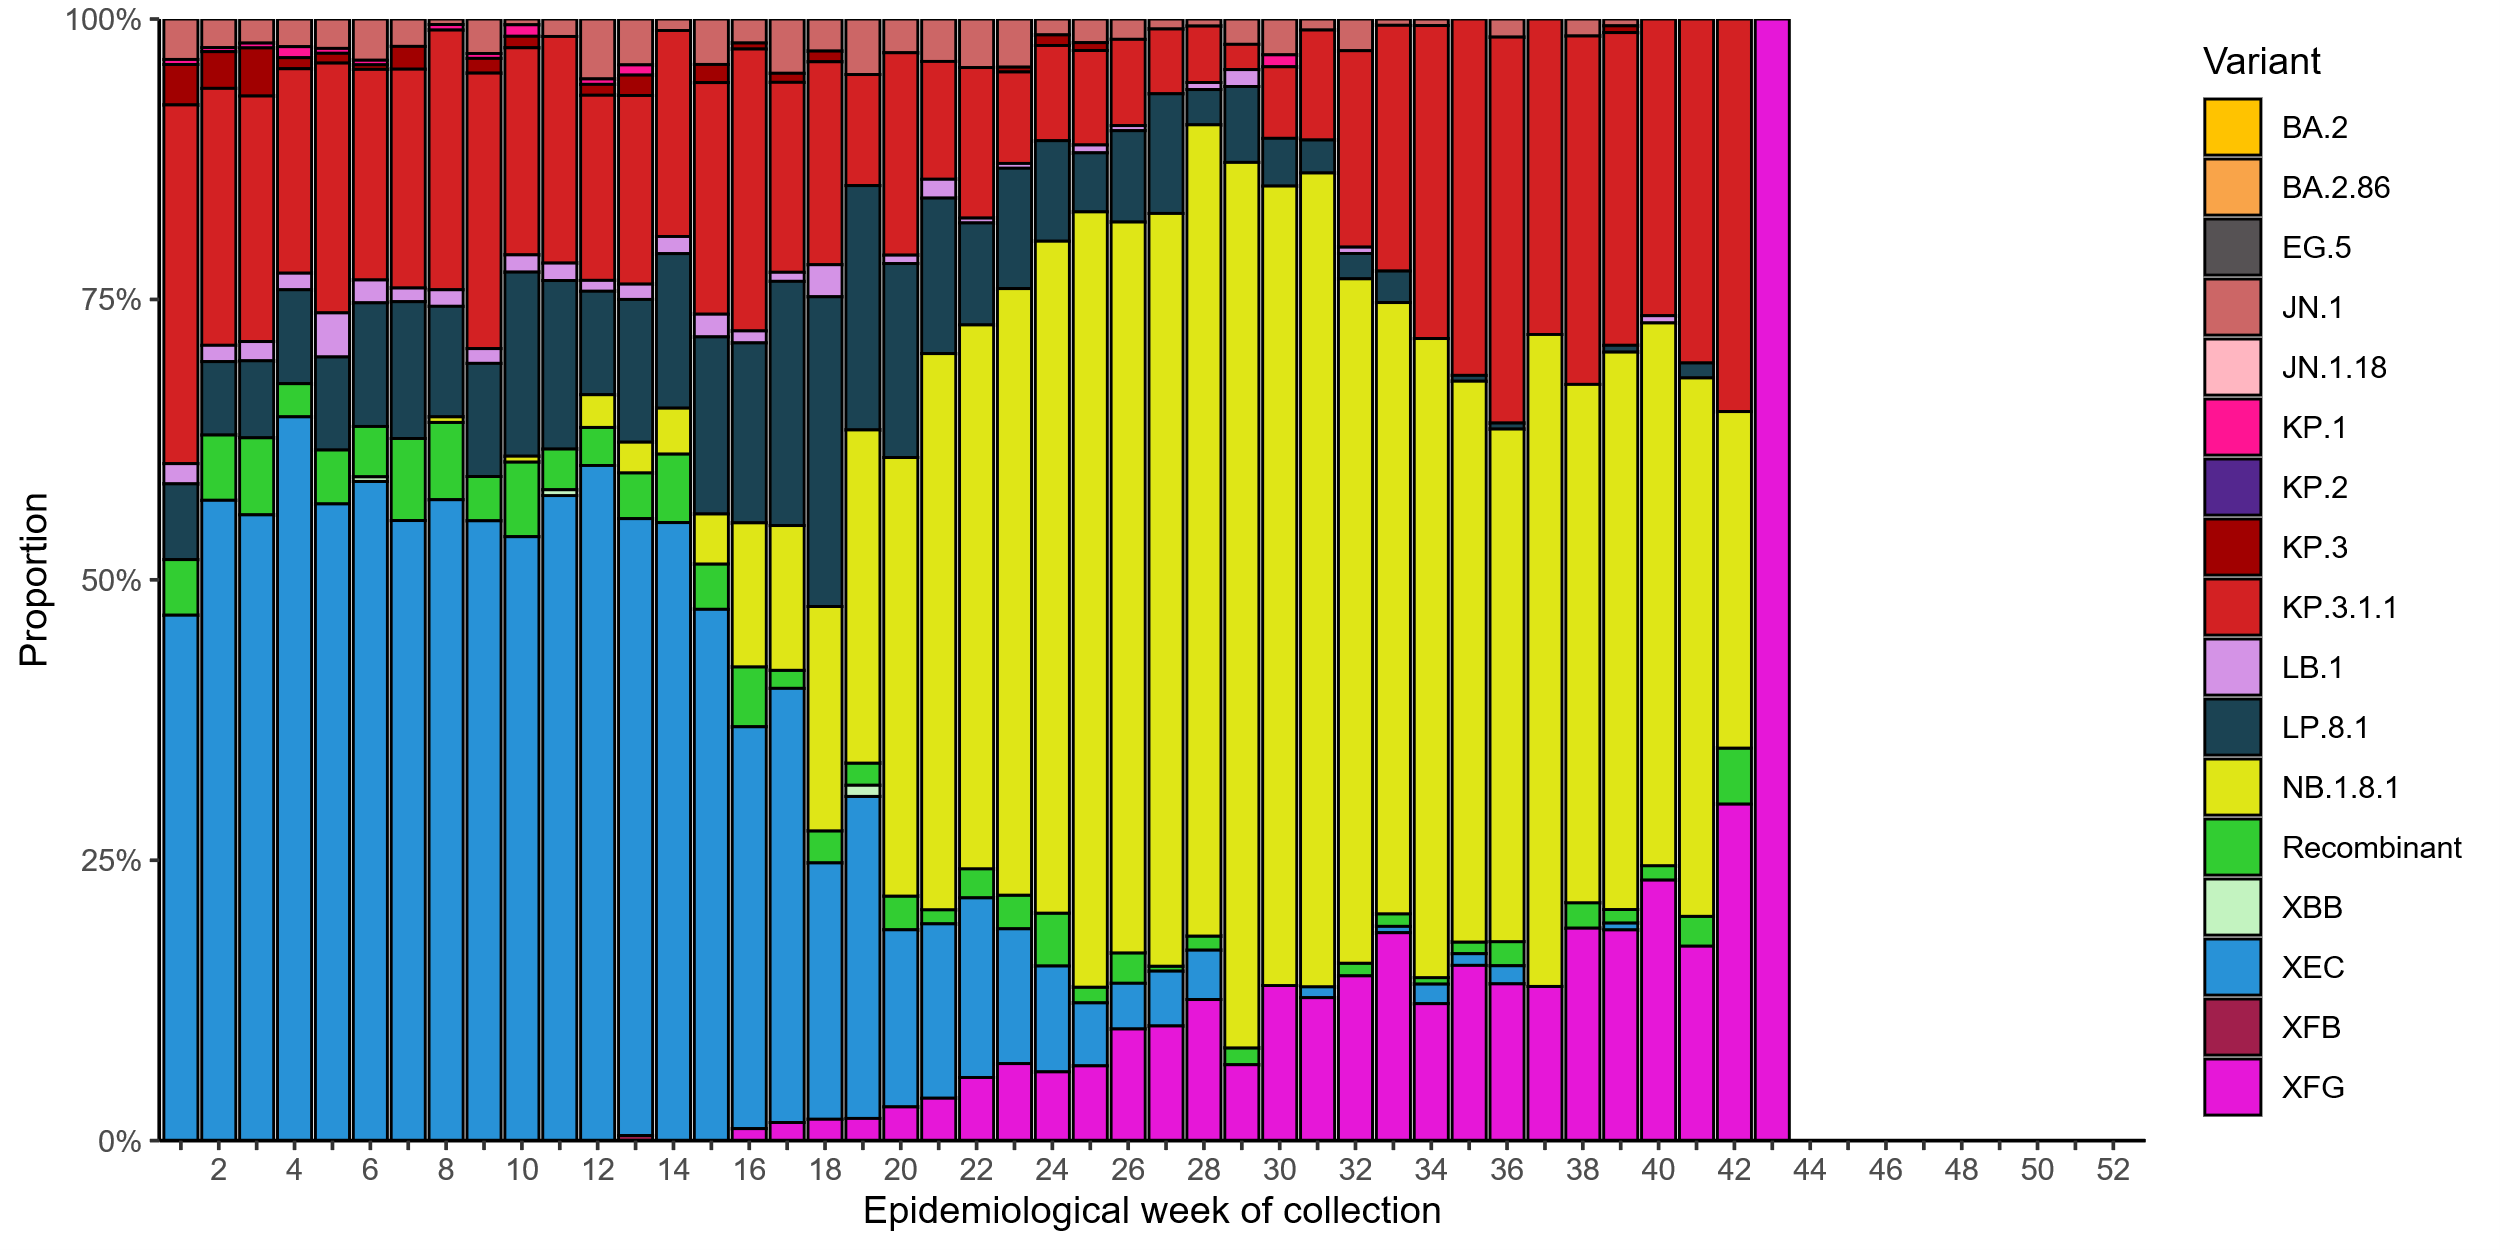 100%
75%
50%
25%
0%
Proportion
2 4 6 8 10 12 14 16 18 20 22 24 26 28 30 32 34 36 38 40 42 44 46 48 50 52
Epidemiological week of collection
Variant
BA.2
BA.2.86
EG.5
JN.1
JN.1.18
KP.1
KP.2
KP.3
KP.3.1.1
LB.1
LP.8.1
NB.1.8.1
Recombinant
XBB
XEC
XFB
XFG